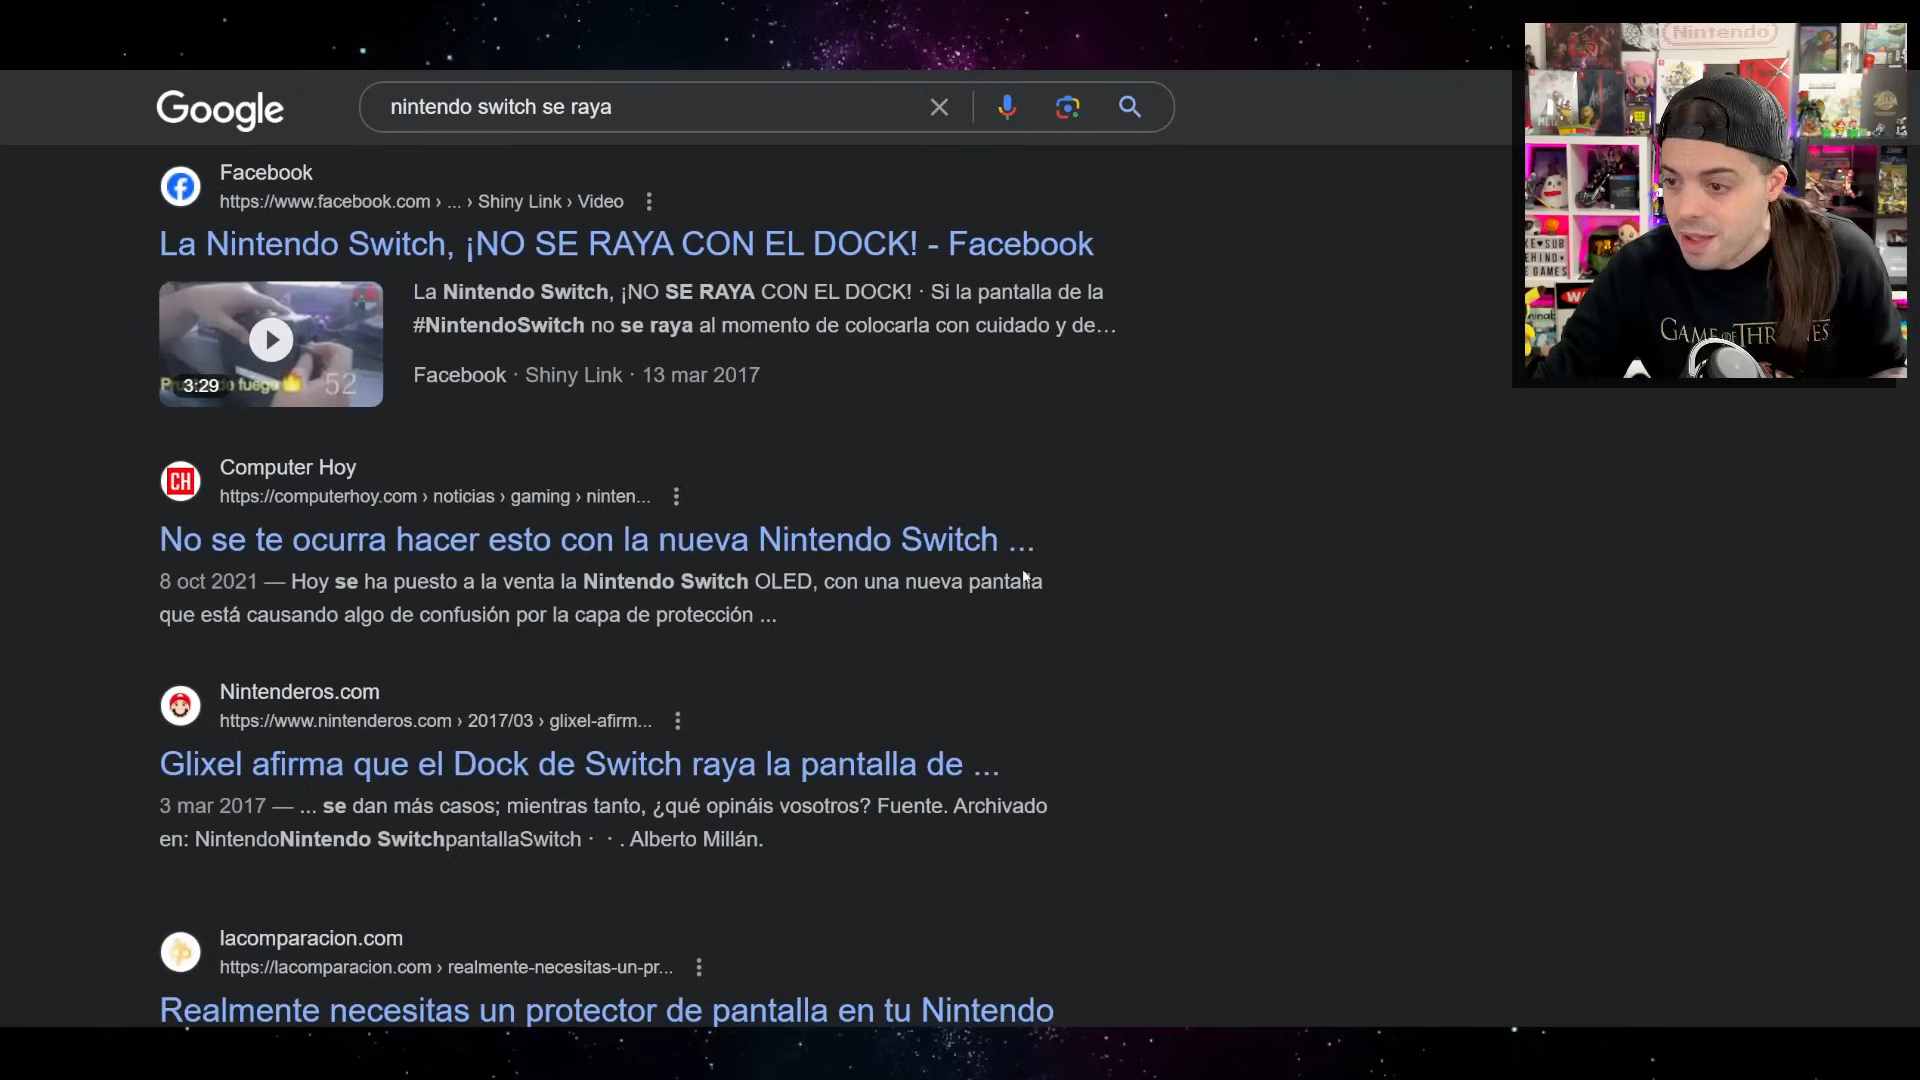 Google
nintendo switch se raya
Facebook
https://www.facebook.com › ... › Shiny Link › Video
La Nintendo Switch, ¡NO SE RAYA CON EL DOCK! - Facebook
La Nintendo Switch, ¡NO SE RAYA CON EL DOCK! · Si la pantalla de la
#NintendoSwitch no se raya al momento de colocarla con cuidado y de...
3:29
fuego
52
Facebook · Shiny Link · 13 mar 2017
CH
Computer Hoy
https://computerhoy.com › noticias › gaming › ninten...
No se te ocurra hacer esto con la nueva Nintendo Switch ...
8 oct 2021 — Hoy se ha puesto a la venta la Nintendo Switch OLED, con una nueva pantalla
que está causando algo de confusión por la capa de protección ...
Nintenderos.com
https://www.nintenderos.com › 2017/03 › glixel-afirm...
Glixel afirma que el Dock de Switch raya la pantalla de ...
3 mar 2017 — ... se dan más casos; mientras tanto, ¿qué opináis vosotros? Fuente. Archivado
en: NintendoNintendo SwitchpantallaSwitch · · . Alberto Millán.
lacomparacion.com
https://lacomparacion.com › realmente-necesitas-un-pr...
Realmente necesitas un protector de pantalla en tu Nintendo
Nintendo
GAME OF THRONES